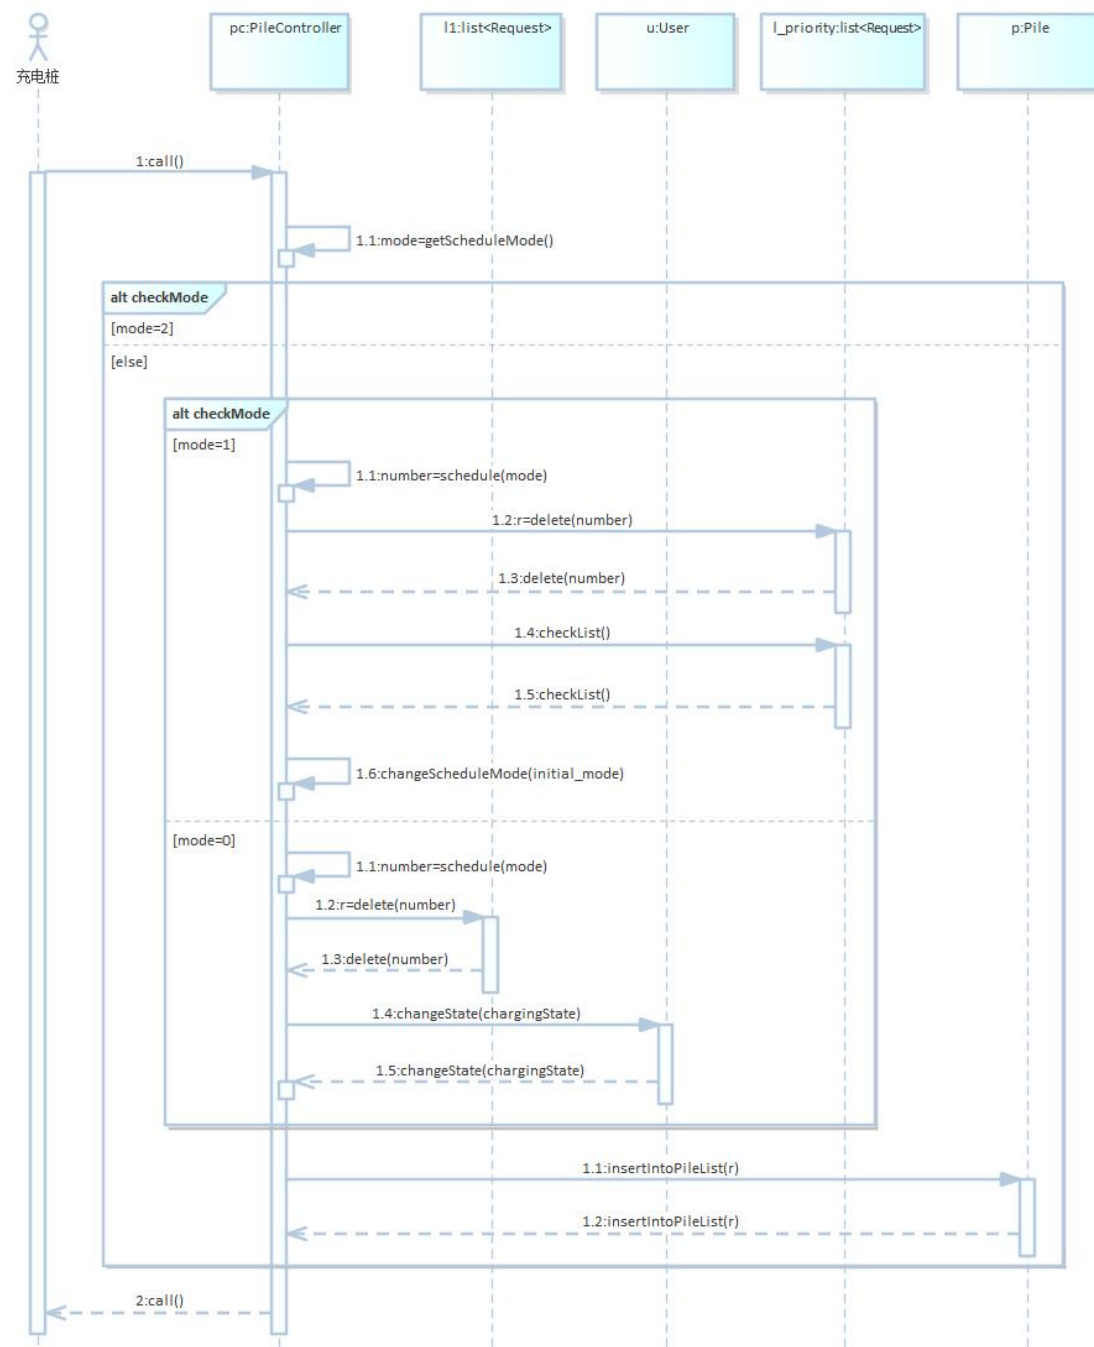 pc:PileController
l1:list<Request>
u:User
l_priority:list<Request>
p:Pile
充电桩
1:call()
1.1:mode=getScheduleMode()
alt checkMode
[mode=2]
[else]
alt checkMode
[mode=1]
1.1:number=schedule(mode)
1.2:r=delete(number)
1.3:delete(number)
1.4:checkList()
1.5:checkList()
1.6:changeScheduleMode(initial_mode)
[mode=0]
1.1:number=schedule(mode)
1.2:r=delete(number)
1.3:delete(number)
1.4:changeState(chargingState)
1.5:changeState(chargingState)
1.1:insertIntoPileList(r)
1.2:insertIntoPileList(r)
2:call()